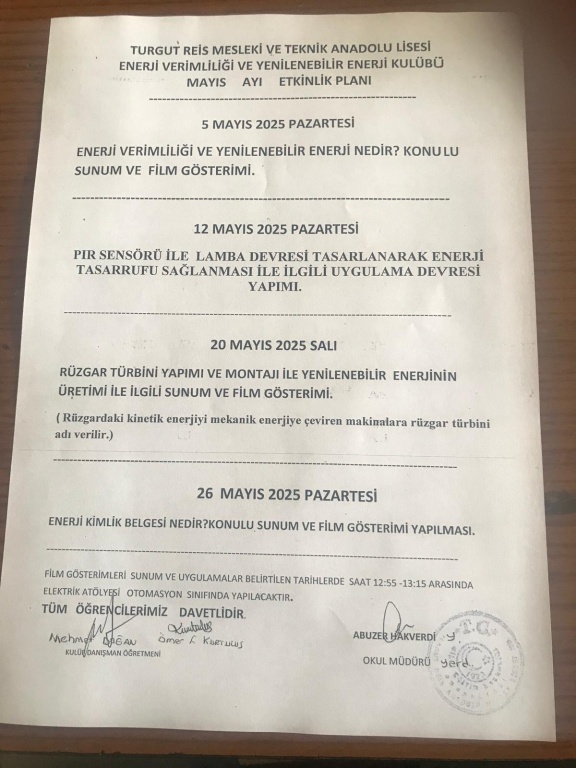 TURGUT REİS MESLEKİ VE TEKNİK ANADOLU LİSESİ
ENERJİ VERİMLİLİĞİ VE YENİLENEBİLİR ENERJİ KULÜBÜ
MAYIS AYI ETKİNLİK PLANI
5 MAYIS 2025 PAZARTESİ
ENERJİ VERİMLİLİĞİ VE YENİLENEBİLİR ENERJİ NEDİR? KONULU
SUNUM VE FİLM GÖSTERİMİ.
12 MAYIS 2025 PAZARTESİ
PIR SENSÖRÜ İLE LAMBA DEVRESİ TASARLANARAK ENERJİ
TASARRUFU SAĞLANMASI İLE İLGİLİ UYGULAMA DEVRESİ
YAPIMI.
20 MAYIS 2025 SALI
RÜZGAR TÜRBİNİ YAPIMI VE MONTAJI İLE YENİLENEBİLİR ENERJİNİN
ÜRETİMİ İLE İLGİLİ SUNUM VE FİLM GÖSTERİMİ.
( Rüzgardaki kinetik enerjiyi mekanik enerjiye çeviren makinalara rüzgar türbini
adı verilir.)
26 MAYIS 2025 PAZARTESİ
ENERJİ KİMLİK BELGESİ NEDİR?KONULU SUNUM VE FİLM GÖSTERİMİ YAPILMASI.
FİLM GÖSTERİMLERİ SUNUM VE UYGULAMALAR BELİRTİLEN TARİHLERDE SAAT 12:55 -13:15 ARASINDA
ELEKTRİK ATÖLYESİ OTOMASYON SINIFINDA YAPILACAKTIR.
TÜM ÖĞRENCİLERİMİZ DAVETLİDİR
Mehmet DOĞAN Ömer F. KURTULUŞ
KULÜB DANIŞMAN ÖĞRETMENİ
ABUZER HAKVERDİ y.
OKUL MÜDÜRÜ yerd.
T.C.